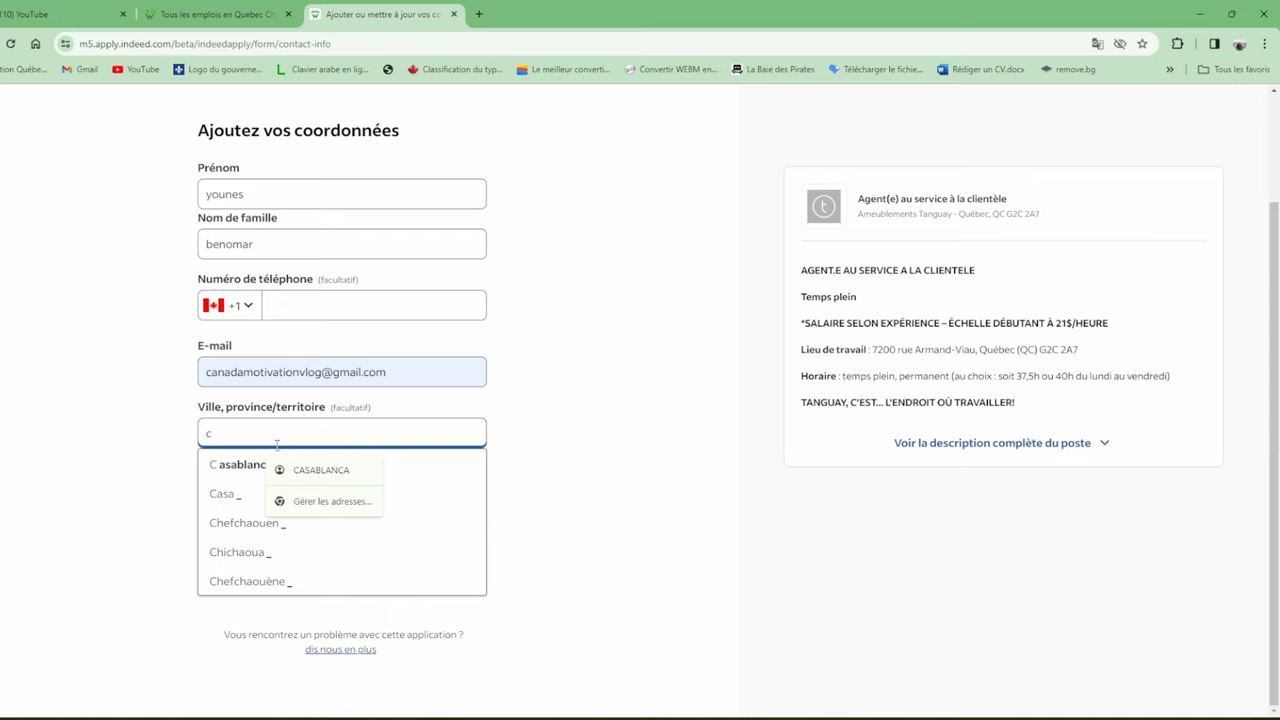 110) YouTube
Tous les emplois en Quebec Cit
Ajouter ou mettre à jour vos co
m5.apply.indeed.com/beta/indeedapply/form/contact-info
tion Québe...
Gmail
YouTube
Logo du gouverne...
Clavier arabe en lig...
Classification du typ...
Le meilleur converti...
Convertir WEBM en...
La Baie des Pirates
Télécharger le fichie...
Rédiger un CV.docx
remove.bg
»
Tous les favoris
Ajoutez vos coordonnées
Prénom
younes
Nom de famille
benomar
Numéro de téléphone (facultatif)
+1
E-mail
canadamotivationvlog@gmail.com
Ville, province/territoire (facultatif)
c
C asablanc
CASABLANCA
Casa _
Gérer les adresses...
Chefchaouen _
Chichaoua _
Chefchaouène _
Vous rencontrez un problème avec cette application ?
dis nous en plus
t
Agent(e) au service à la clientèle
Ameublements Tanguay - Québec, QC G2C 2A7
AGENT.E AU SERVICE A LA CLIENTELE
Temps plein
*SALAIRE SELON EXPÉRIENCE – ÉCHELLE DÉBUTANT À 21$/HEURE
Lieu de travail : 7200 rue Armand-Viau, Québec (QC) G2C 2A7
Horaire : temps plein, permanent (au choix : soit 37,5h ou 40h du lundi au vendredi)
TANGUAY, C'EST... L'ENDROIT OÙ TRAVAILLER!
Voir la description complète du poste